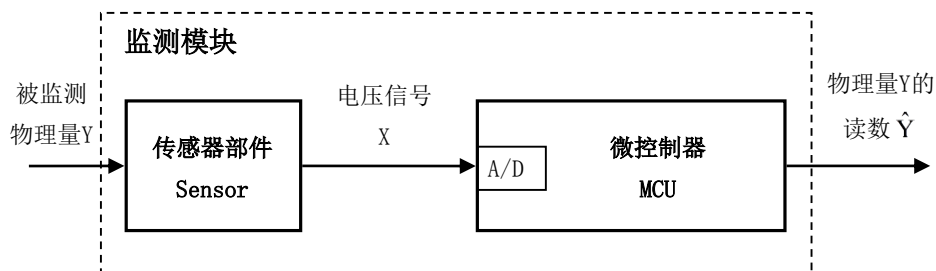 监测模块
被监测
物理量Y
传感器部件
Sensor
电压信号
X
A/D
微控制器
MCU
物理量Y的
读数 Ŷ